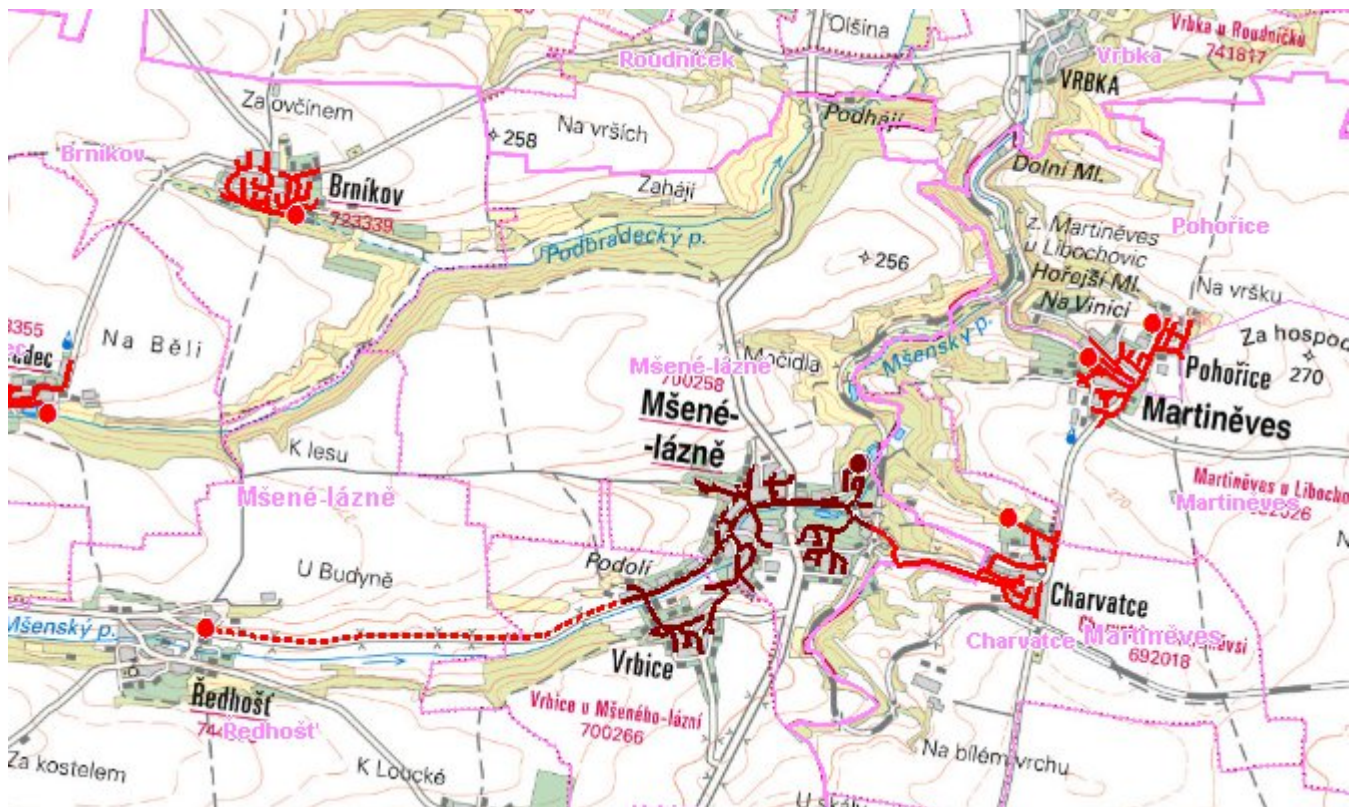 Olšina
Vrbka u Roudníčku
741817
Roudníček
Vrbka
VRBKA
Za ovčínem
Na vrších
258
Podhájí
Brníkov
Brníkov
723339
Zahájí
Dolní Ml.
Podbradecký p.
z. Martiněves
u Libochovic
Pohořice
256
Hořejší Ml.
Na Vinici
Na vršku
Na Běli
Mšenský p.
Za hospod
270
Močidla
Pohořice
Mšené-lázně
700258
Mšené-
-lázně
Martiněves
K lesu
Mšené-lázně
270
Martiněves u Libocho
Martiněves
U Budyně
Podolí
Charvatce
Mšenský p.
Charvatce
Martiněves
692018
Vrbice
Ředhošť
Ředhošť
Vrbice u Mšeného-lázní
700266
Na bílém vrchu
Za kostelem
K Loucké